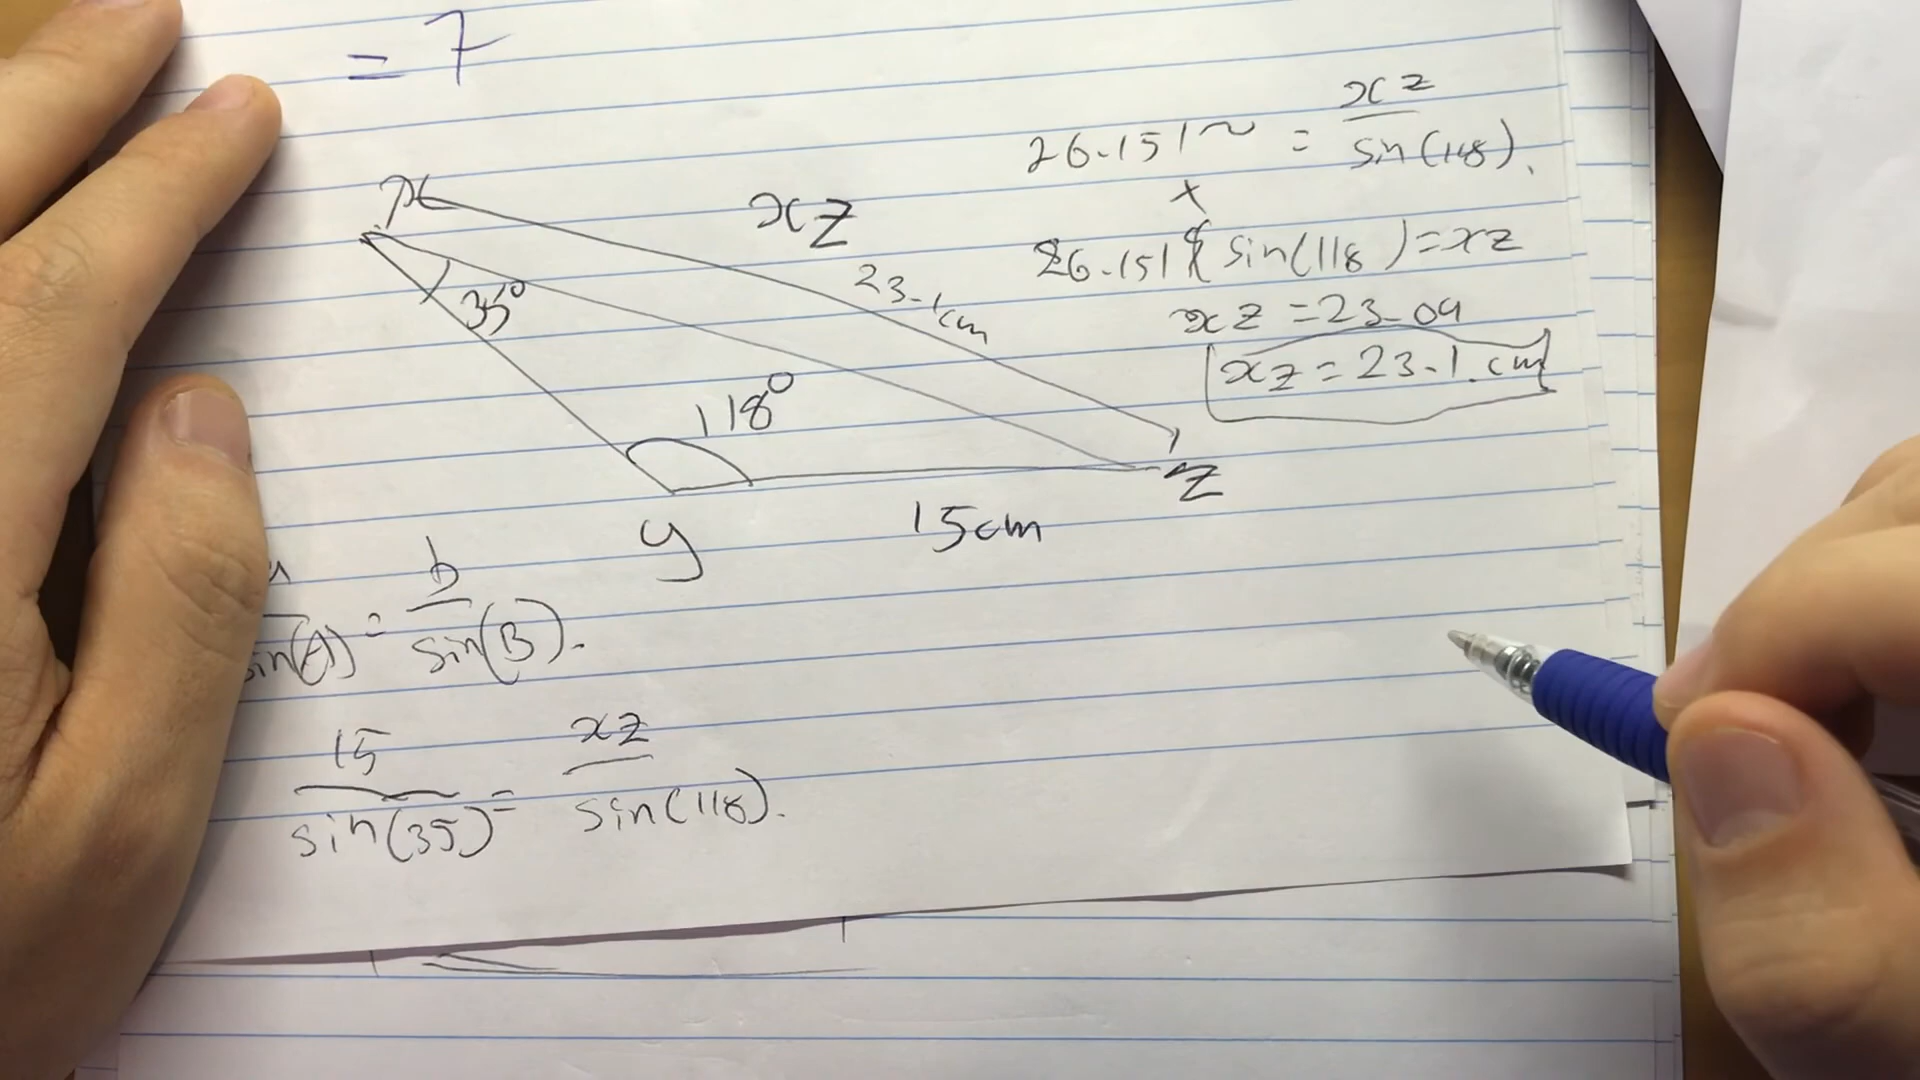 = 7
x
xz
23.1cm
35°
118°
y
z
15cm
26.151~ = xz / sin(118).
x
26.151 sin(118) = xz
xz = 23.09
xz = 23.1.cm
sin(A) = b / sin(B).
15 / sin(35) = xz / sin(118).